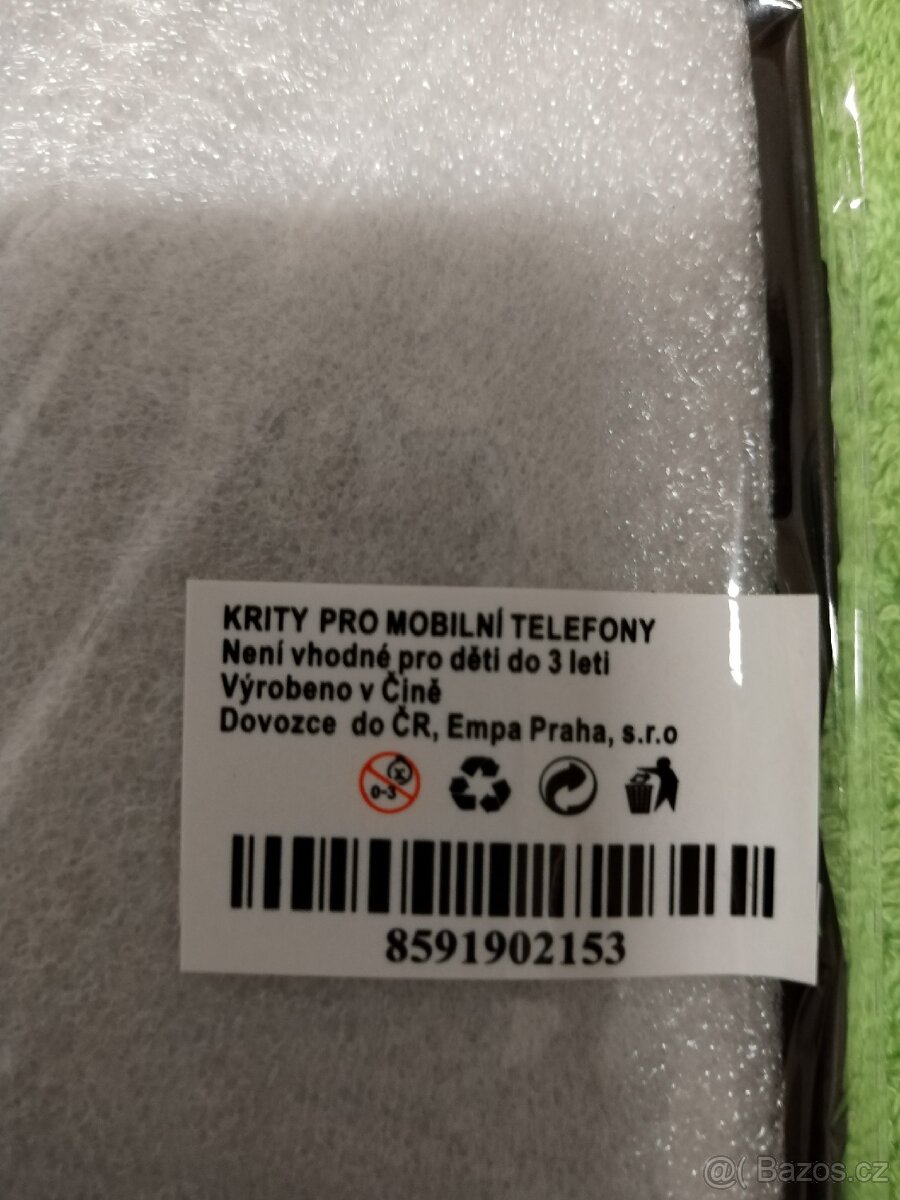 KRITY PRO MOBILNÍ TELEFONY
Není vhodné pro děti do 3 leti
Výrobeno v Číně
Dovozce do ČR, Empa Praha, s.r.o
0-3
8591902153
@( Bazos.cz